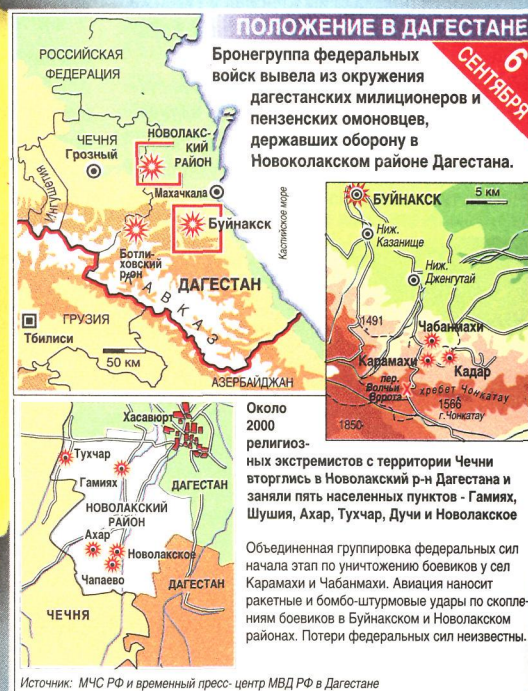 ПОЛОЖЕНИЕ В ДАГЕСТАНЕ
6
СЕНТЯБРЯ
Бронегруппа федеральных
войск вывела из окружения
дагестанских милиционеров и
пензенских омоновцев,
державших оборону в
Новоколакском районе Дагестана.
РОССИЙСКАЯ
ФЕДЕРАЦИЯ
ЧЕЧНЯ
Грозный
НОВОЛАКС-
КИЙ
РАЙОН
ИНГУШЕТИЯ
Махачкала
Буйнакск
Каспийское море
Ботли-
ховский
р-он
ДАГЕСТАН
КАВКАЗ
ГРУЗИЯ
Тбилиси
50 км
АЗЕРБАЙДЖАН
БУЙНАКСК
5 км
Ниж.
Казанище
Ниж.
Дженгутай
1491
Чабанмахи
Карамахи
Кадар
пер.
Волчьи
Ворота
хребет Чонкатау
1566
г.Чонкатау
1850
Хасавюрт
Тухчар
Гамиях
ДАГЕСТАН
НОВОЛАКСКИЙ
РАЙОН
Ахар
Новолакское
Чапаево
ДАГЕСТАН
ЧЕЧНЯ
Около
2000
религиоз-
ных экстремистов с территории Чечни
вторглись в Новолакский р-н Дагестана и
заняли пять населенных пунктов - Гамиях,
Шушия, Ахар, Тухчар, Дучи и Новолакское
Объединенная группировка федеральных сил
начала этап по уничтожению боевиков у сел
Карамахи и Чабанмахи. Авиация наносит
ракетные и бомбо-штурмовые удары по скопле-
ниям боевиков в Буйнакском и Новолакском
районах. Потери федеральных сил неизвестны.
Источник: МЧС РФ и временный пресс- центр МВД РФ в Дагестане